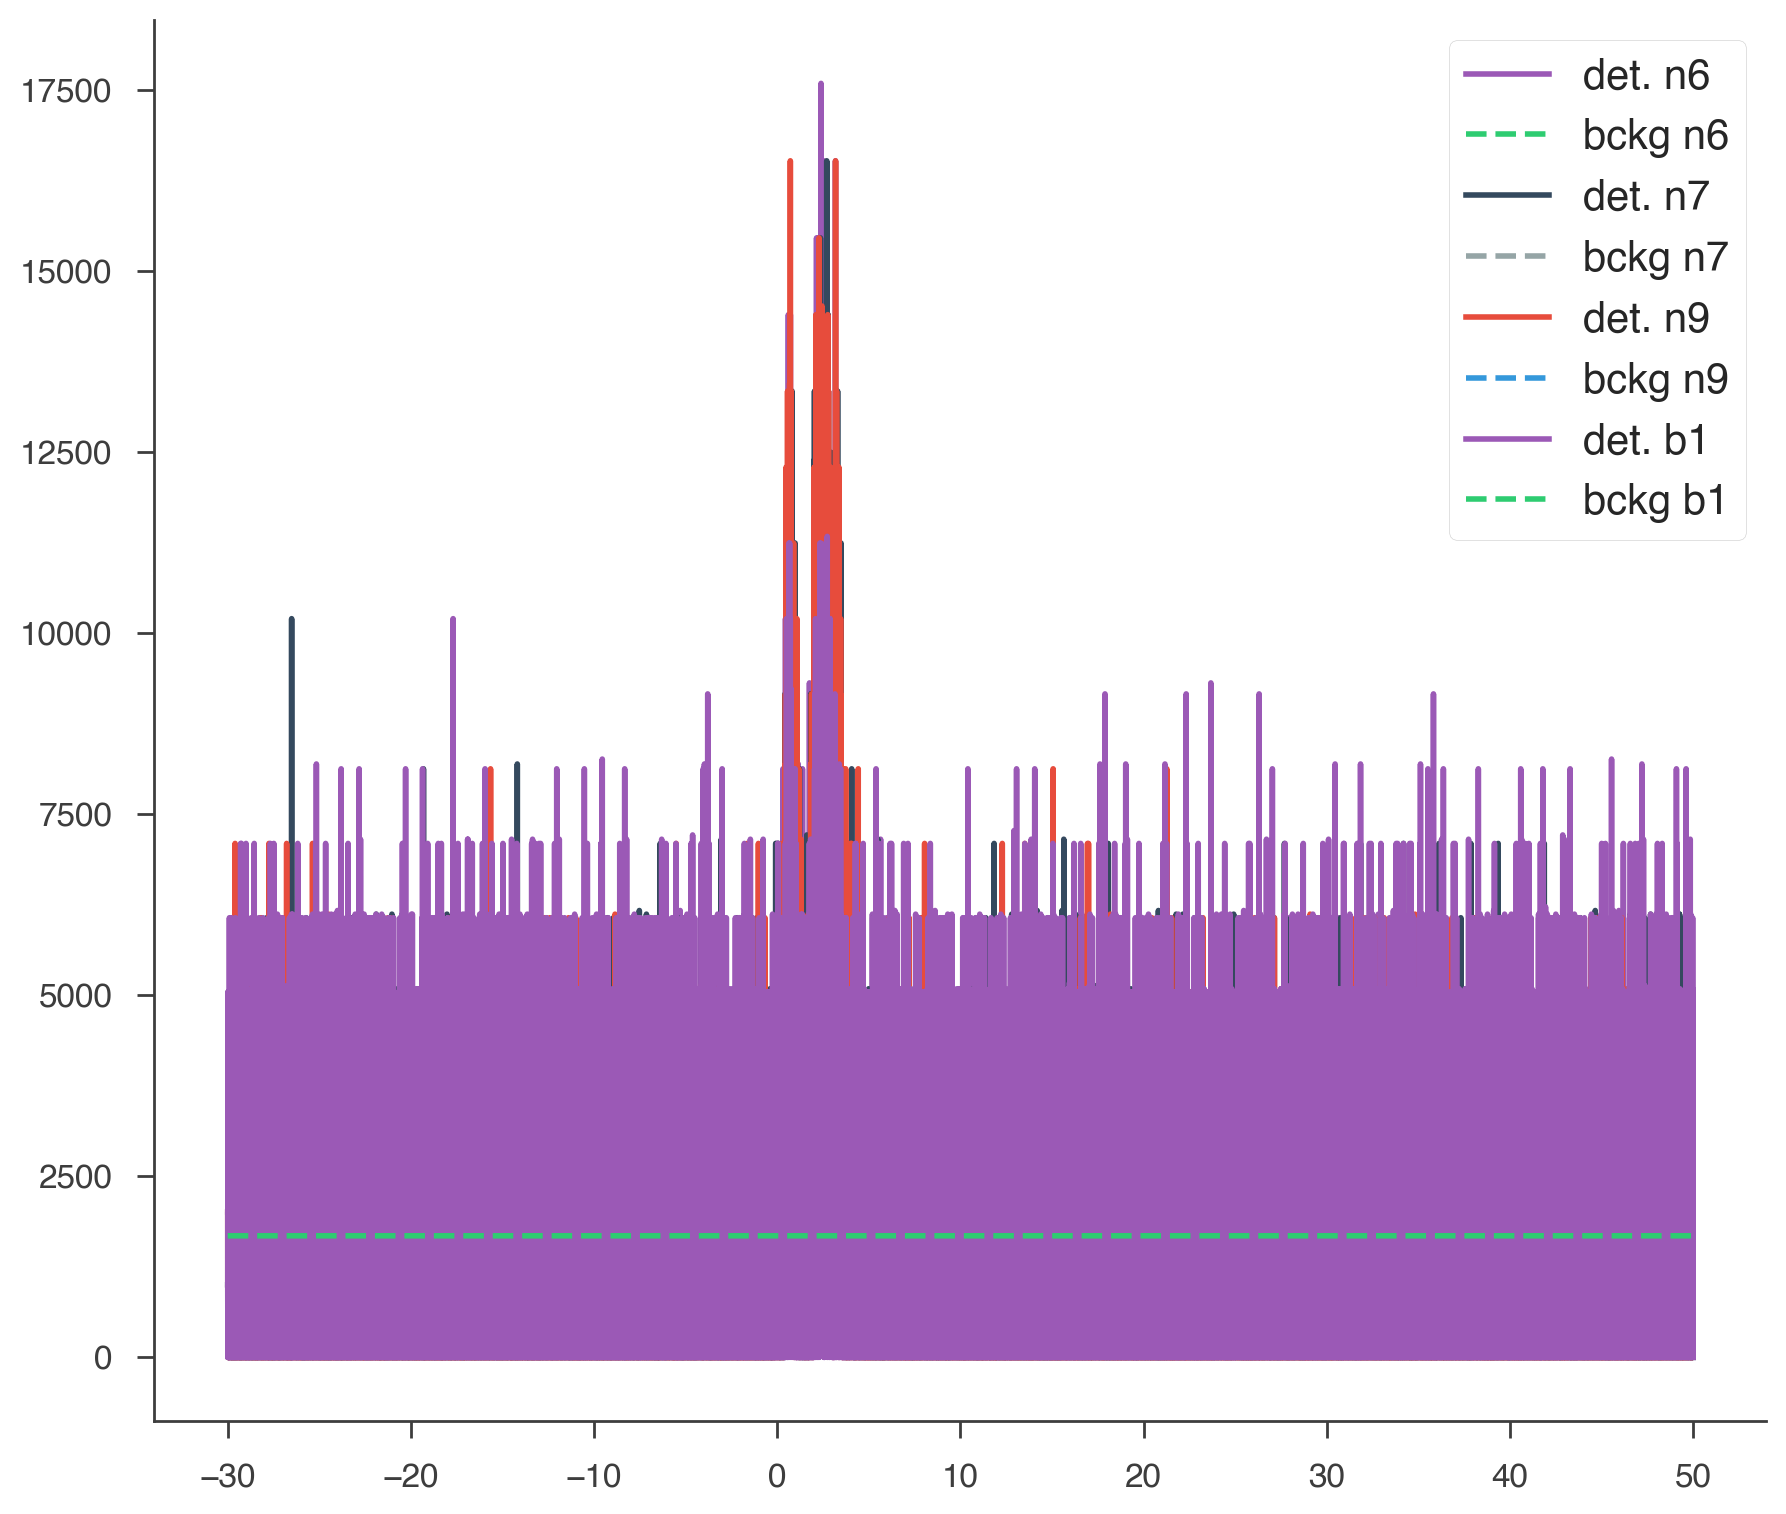 17500
15000
12500
10000
7500
5000
2500
0
−30 −20 −10 0 10 20 30 40 50
det. n6
bckg n6
det. n7
bckg n7
det. n9
bckg n9
det. b1
bckg b1